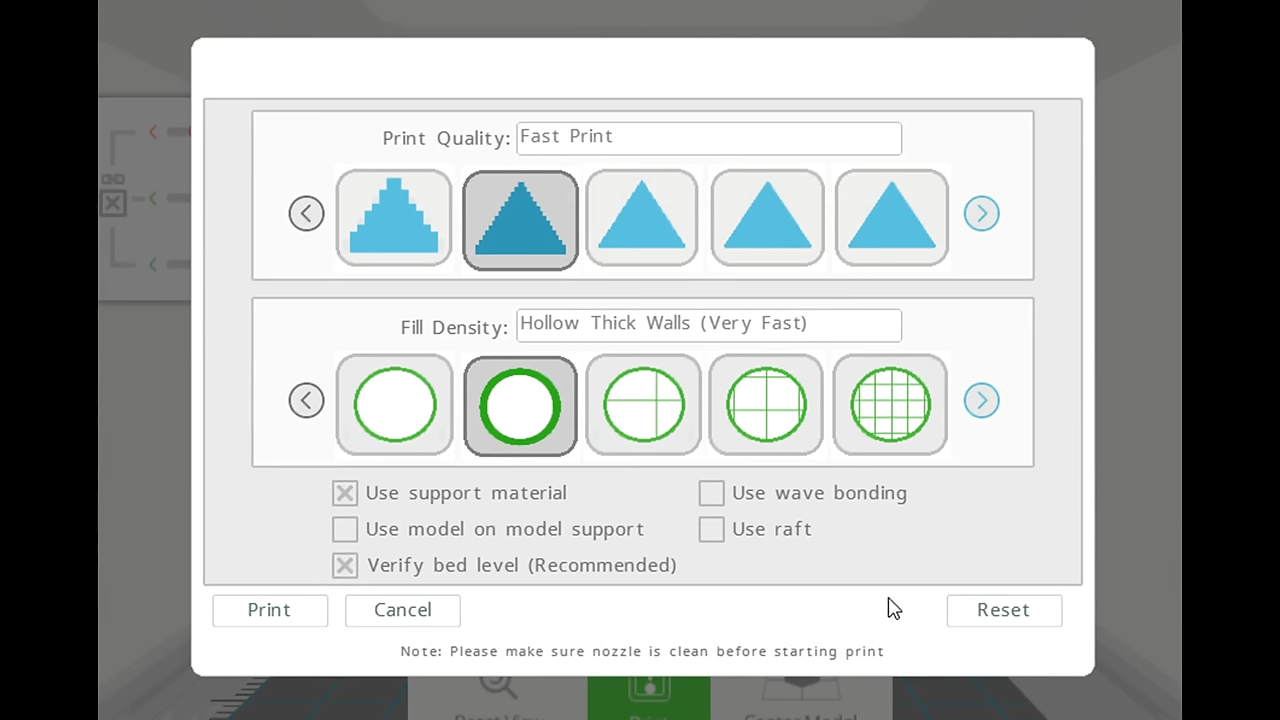 Print Quality: Fast Print
Fill Density: Hollow Thick Walls (Very Fast)
Use support material
Use wave bonding
Use model on model support
Use raft
Verify bed level (Recommended)
Print
Cancel
Reset
Note: Please make sure nozzle is clean before starting print